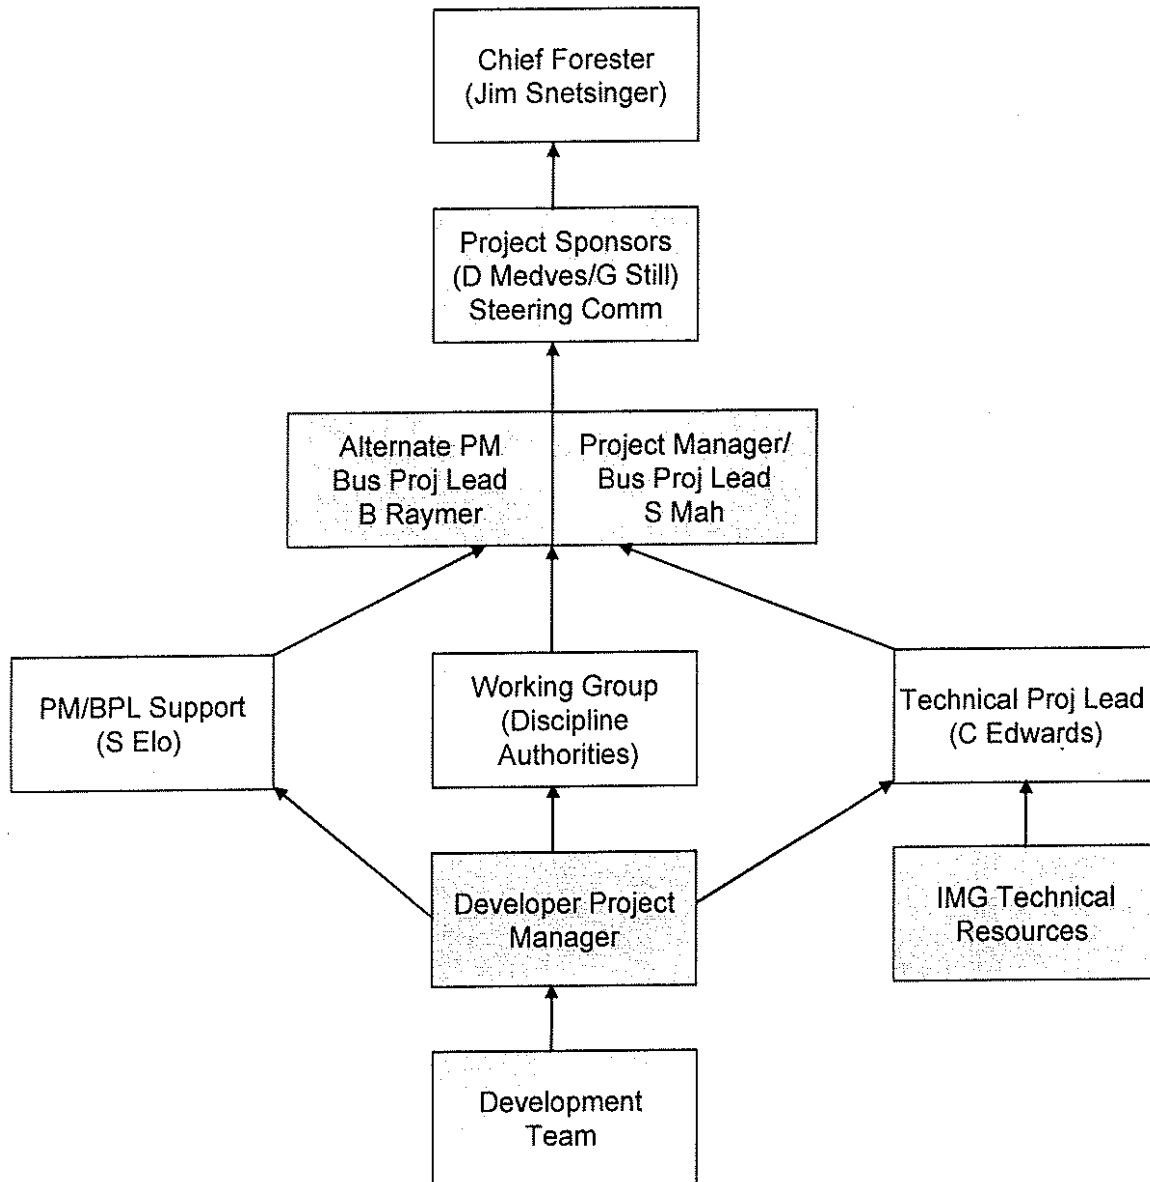 Chief Forester
(Jim Snetsinger)
Project Sponsors
(D Medves/G Still)
Steering Comm
Alternate PM
Bus Proj Lead
B Raymer
Project Manager/
Bus Proj Lead
S Mah
PM/BPL Support
(S Elo)
Working Group
(Discipline
Authorities)
Technical Proj Lead
(C Edwards)
Developer Project
Manager
IMG Technical
Resources
Development
Team